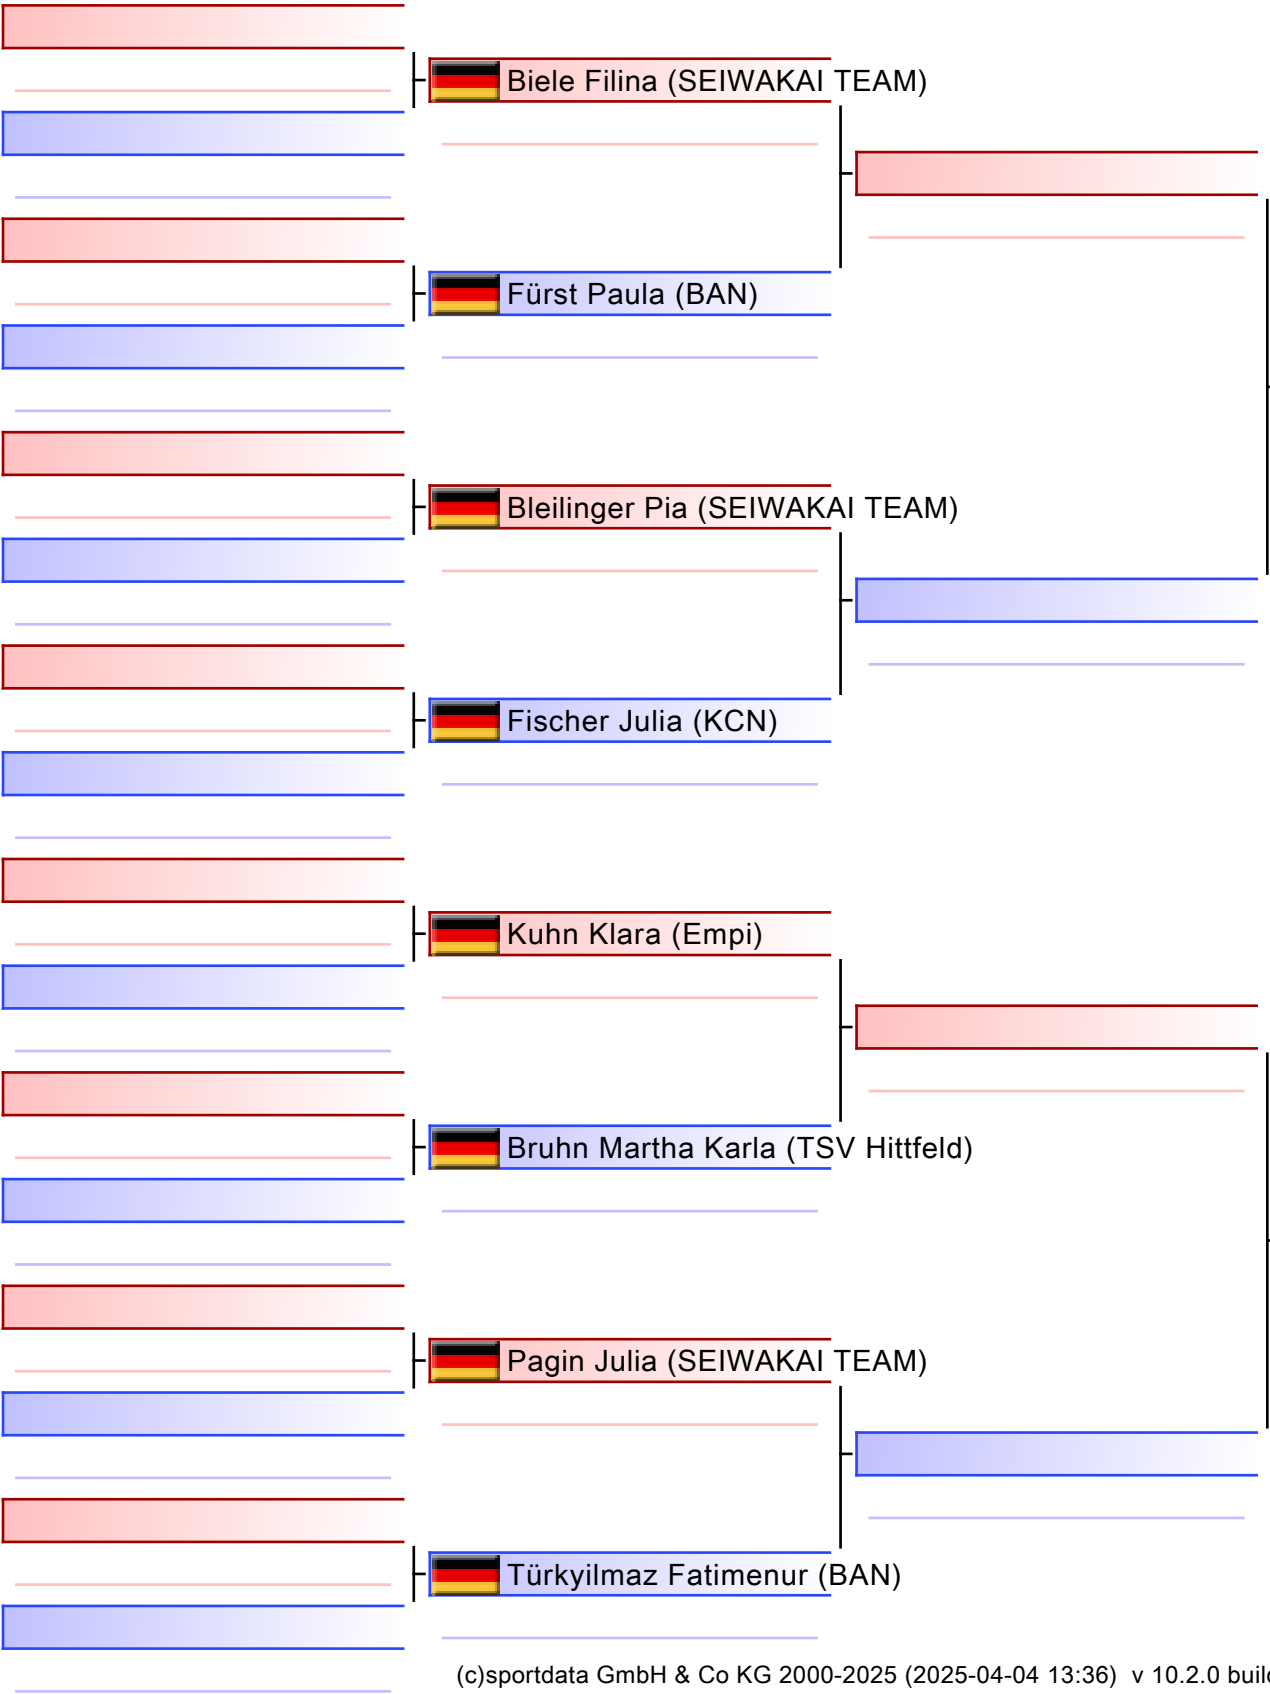 Biele Filina (SEIWAKAI TEAM)
Fürst Paula (BAN)
Bleilinger Pia (SEIWAKAI TEAM)
Fischer Julia (KCN)
Kuhn Klara (Empi)
Bruhn Martha Karla (TSV Hittfeld)
Pagin Julia (SEIWAKAI TEAM)
Türkyilmaz Fatimenur (BAN)
(c)sportdata GmbH & Co KG 2000-2025 (2025-04-04 13:36) v 10.2.0